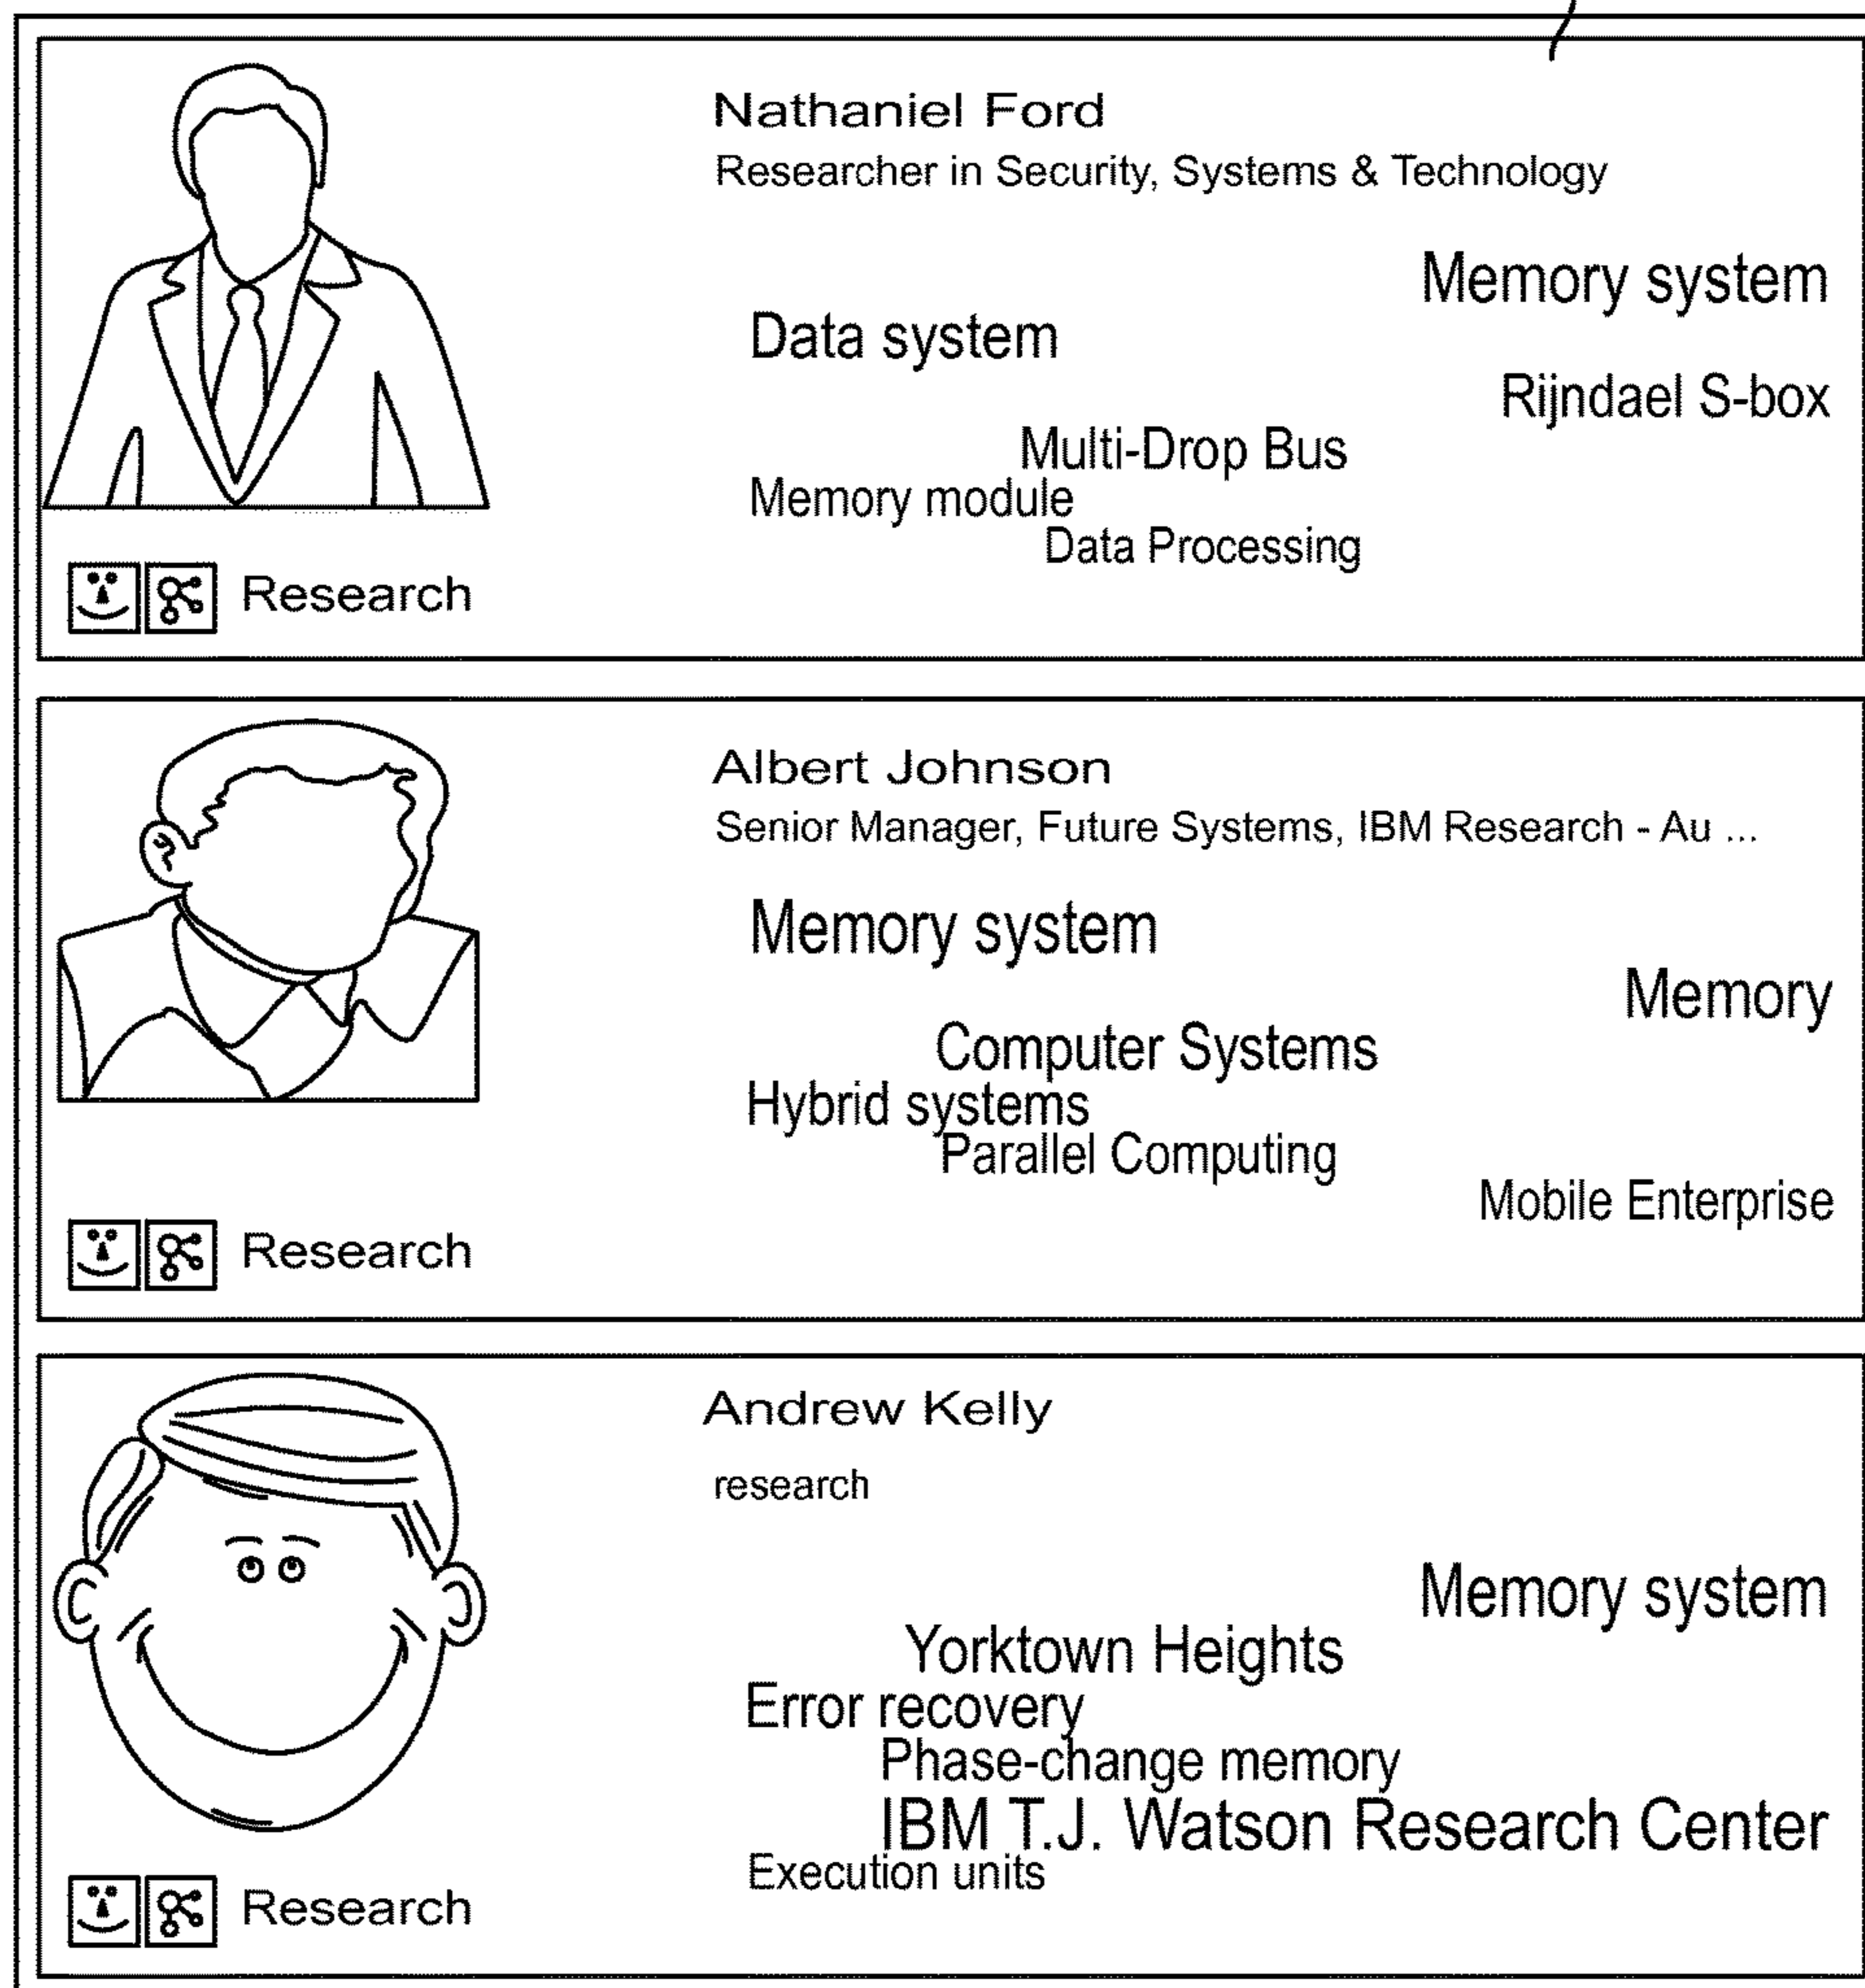 Nathaniel Ford
Researcher in Security, Systems & Technology
Memory system
Data system
Rijndael S-box
Multi-Drop Bus
Memory module
Data Processing
Research
Albert Johnson
Senior Manager, Future Systems, IBM Research - Au ...
Memory system
Memory
Computer Systems
Hybrid systems
Parallel Computing
Mobile Enterprise
Research
Andrew Kelly
research
Memory system
Yorktown Heights
Error recovery
Phase-change memory
IBM T.J. Watson Research Center
Execution units
Research